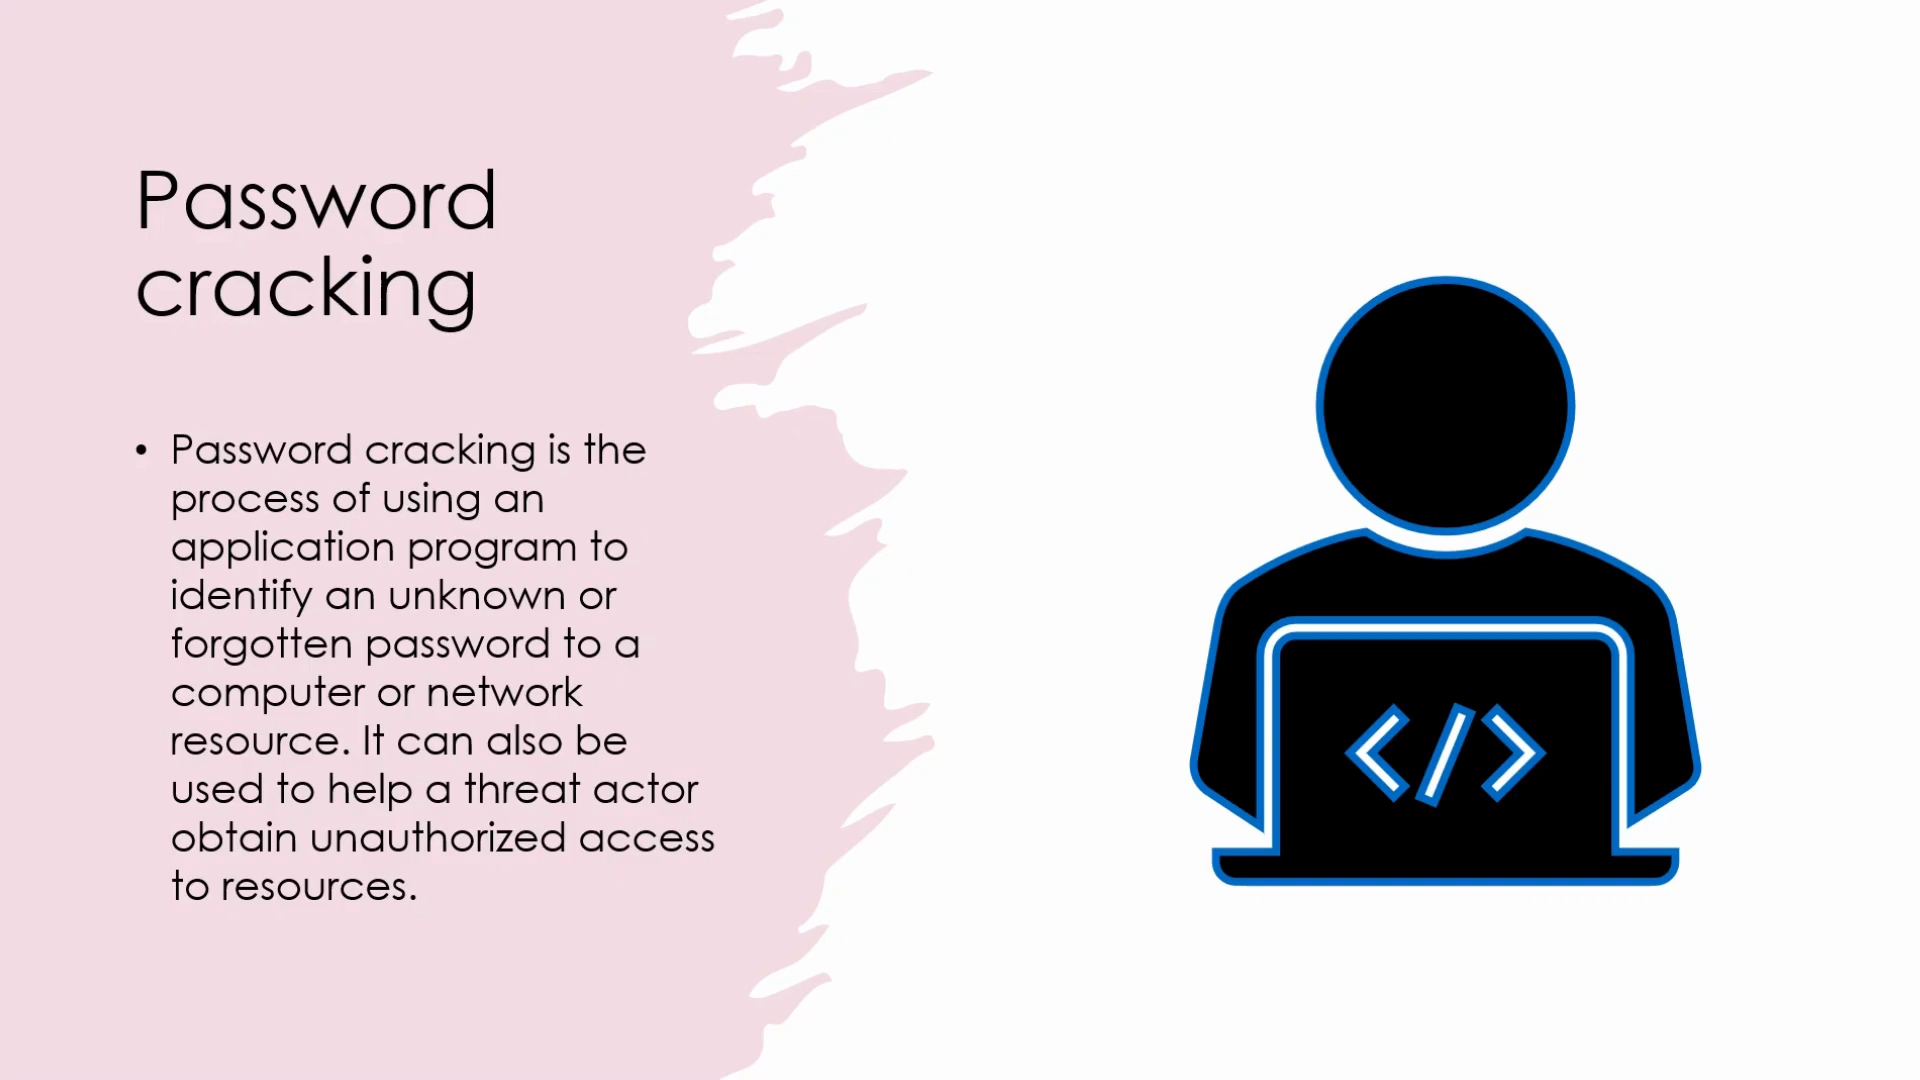 Password
cracking
• Password cracking is the
process of using an
application program to
identify an unknown or
forgotten password to a
computer or network
resource. It can also be
used to help a threat actor
obtain unauthorized access
to resources.
</>